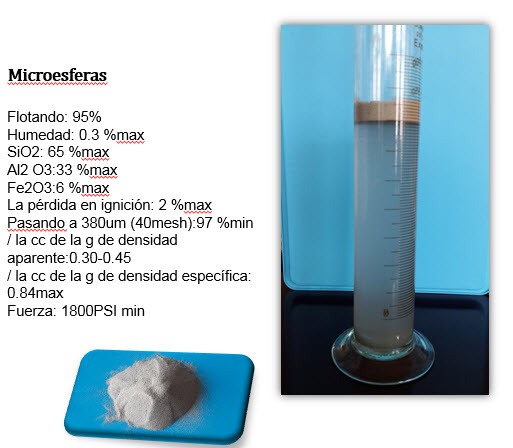 Microesferas
Flotando: 95%
Humedad: 0.3 %max
SiO2: 65 %max
Al2 O3:33 %max
Fe2O3:6 %max
La pérdida en ignición: 2 %max
Pasando a 380um (40mesh):97 %min
/ la cc de la g de densidad
aparente:0.30-0.45
/ la cc de la g de densidad específica:
0.84max
Fuerza: 1800PSI min